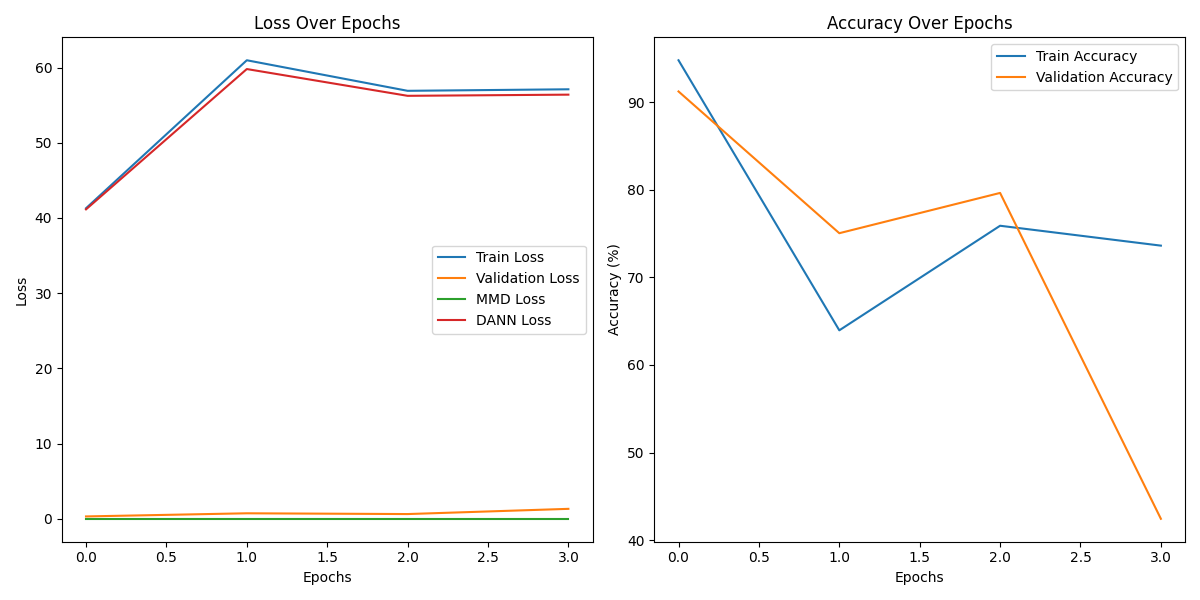 Loss Over Epochs
Loss
60
50
40
30
20
10
0
0.0 0.5 1.0 1.5 2.0 2.5 3.0
Epochs
Train Loss
Validation Loss
MMD Loss
DANN Loss
Accuracy Over Epochs
Accuracy (%)
90
80
70
60
50
40
0.0 0.5 1.0 1.5 2.0 2.5 3.0
Epochs
Train Accuracy
Validation Accuracy